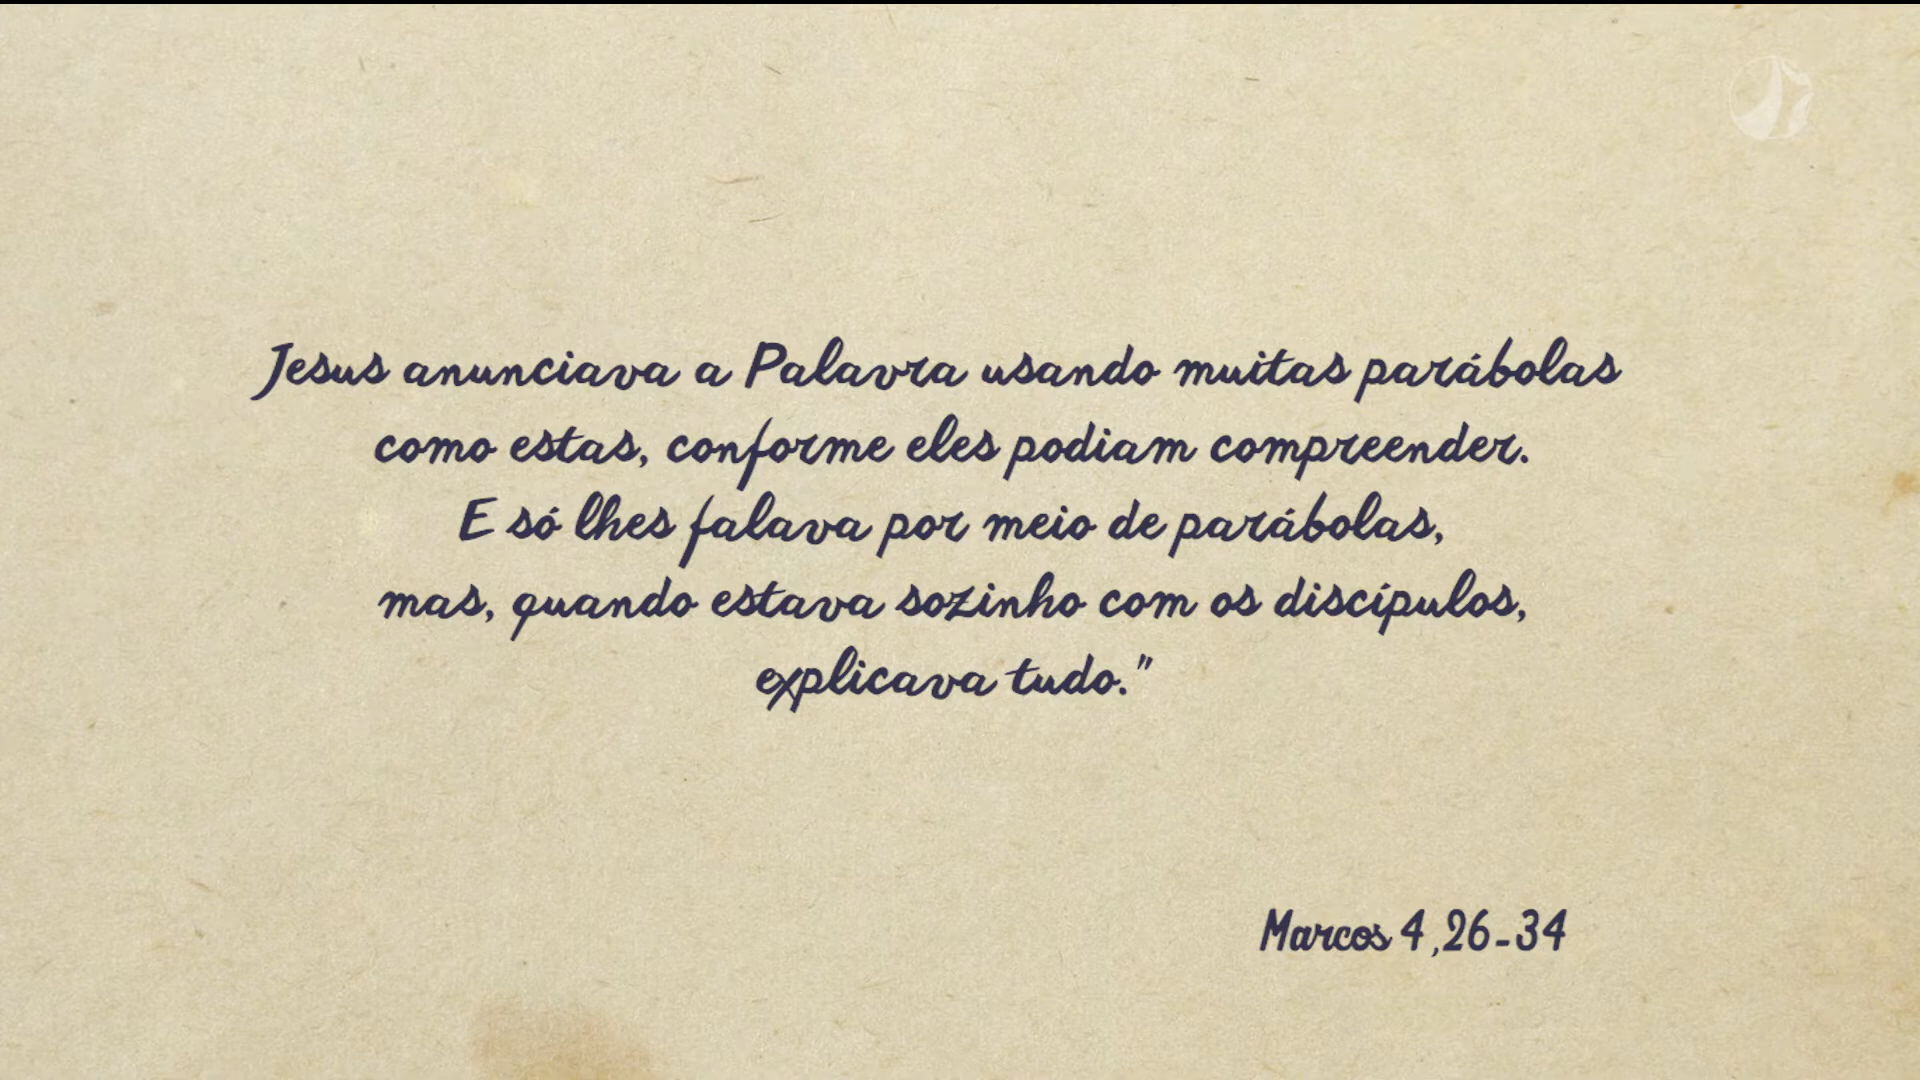 Jesus anunciava a Palavra usando muitas parábolas
como estas, conforme eles podiam compreender.
E só lhes falava por meio de parábolas,
mas, quando estava sozinho com os discípulos,
explicava tudo."
Marcos 4,26-34